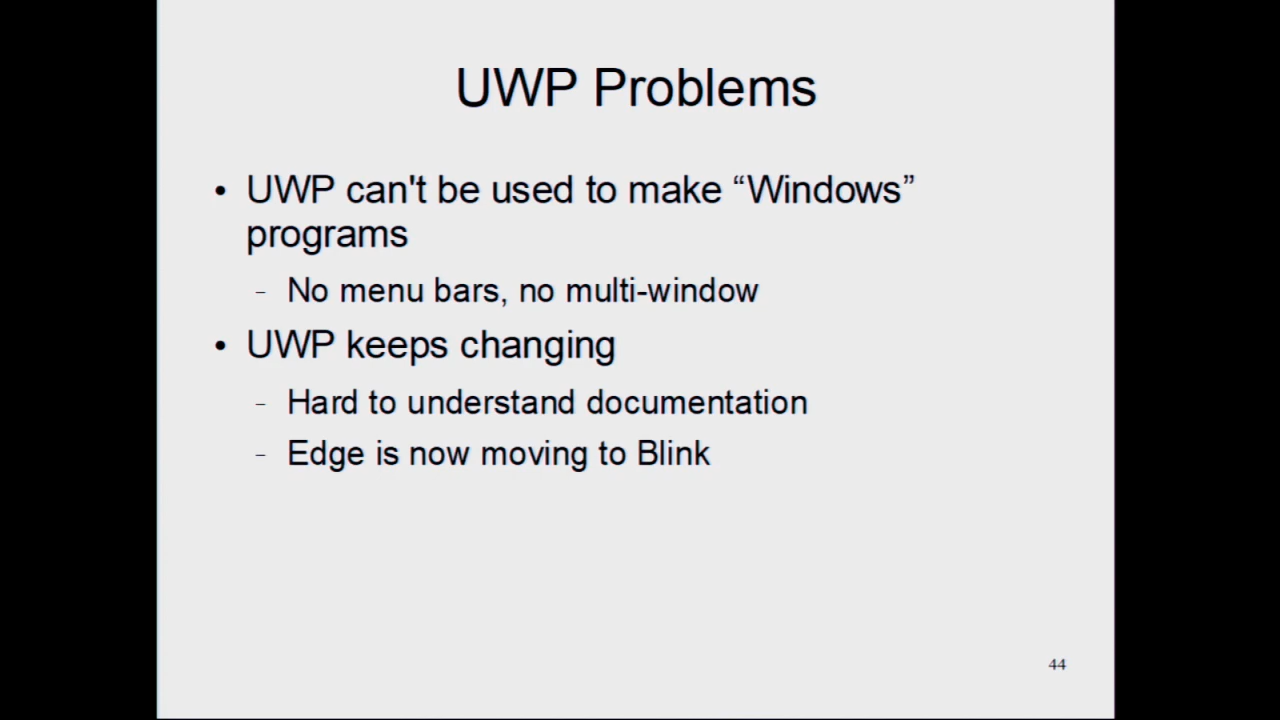 UWP Problems
• UWP can't be used to make “Windows”
programs
– No menu bars, no multi-window
• UWP keeps changing
– Hard to understand documentation
– Edge is now moving to Blink
44